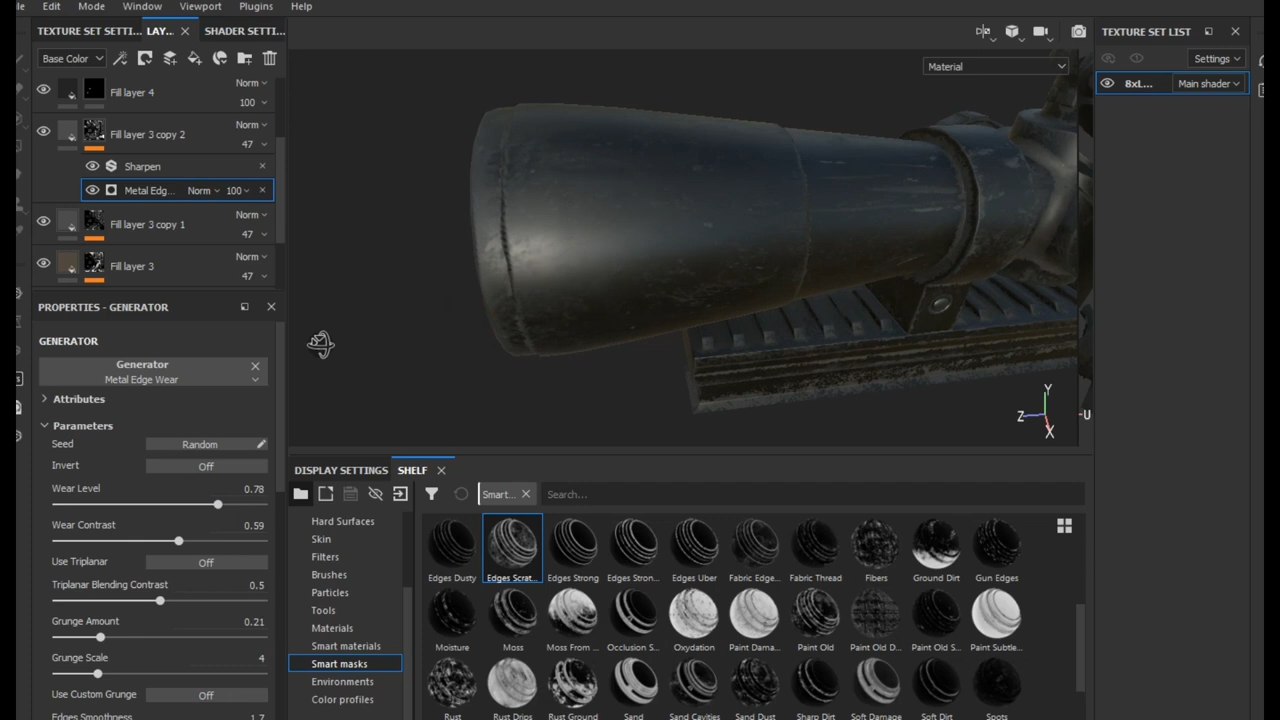 le Edit Mode Window Viewport Plugins Help
TEXTURE SET SETTI... LAY... SHADER SETTI...
Base Color
Fill layer 4 Norm
100
Fill layer 3 copy 2 Norm
47
Sharpen
Metal Edg... Norm 100
Fill layer 3 copy 1 Norm
47
Fill layer 3 Norm
47
PROPERTIES - GENERATOR
GENERATOR
Generator
Metal Edge Wear
Attributes
Parameters
Seed Random
Invert Off
Wear Level 0.78
Wear Contrast 0.59
Use Triplanar Off
Triplanar Blending Contrast 0.5
Grunge Amount 0.21
Grunge Scale 4
Use Custom Grunge Off
Edges Smoothness 1.7
Material
Y
Z
X
U
TEXTURE SET LIST
Settings
8xL... Main shader
DISPLAY SETTINGS SHELF
Smart... Search...
Hard Surfaces
Skin
Filters
Brushes
Particles
Tools
Materials
Smart materials
Smart masks
Environments
Color profiles
Edges Dusty Edges Scrat... Edges Strong Edges Stron... Edges Uber Fabric Edge... Fabric Thread Fibers Ground Dirt Gun Edges
Moisture Moss Moss From ... Occlusion S... Oxydation Paint Dama... Paint Old Paint Old D... Paint Old S... Paint Subtle...
Rust Rust Drips Rust Ground Sand Sand Cavities Sand Dust Sharp Dirt Soft Damage Soft Dirt Spots